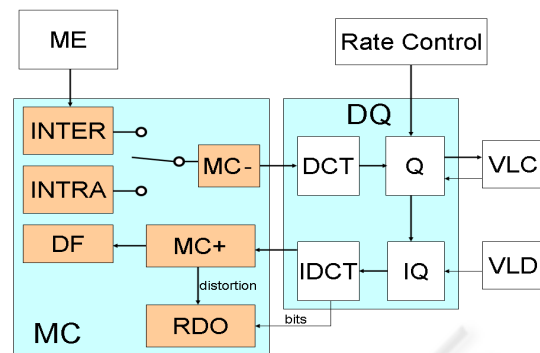 ME
Rate Control
DQ
INTER
INTRA
MC-
DCT
Q
VLC
DF
MC+
IDCT
IQ
VLD
distortion
RDO
bits
MC